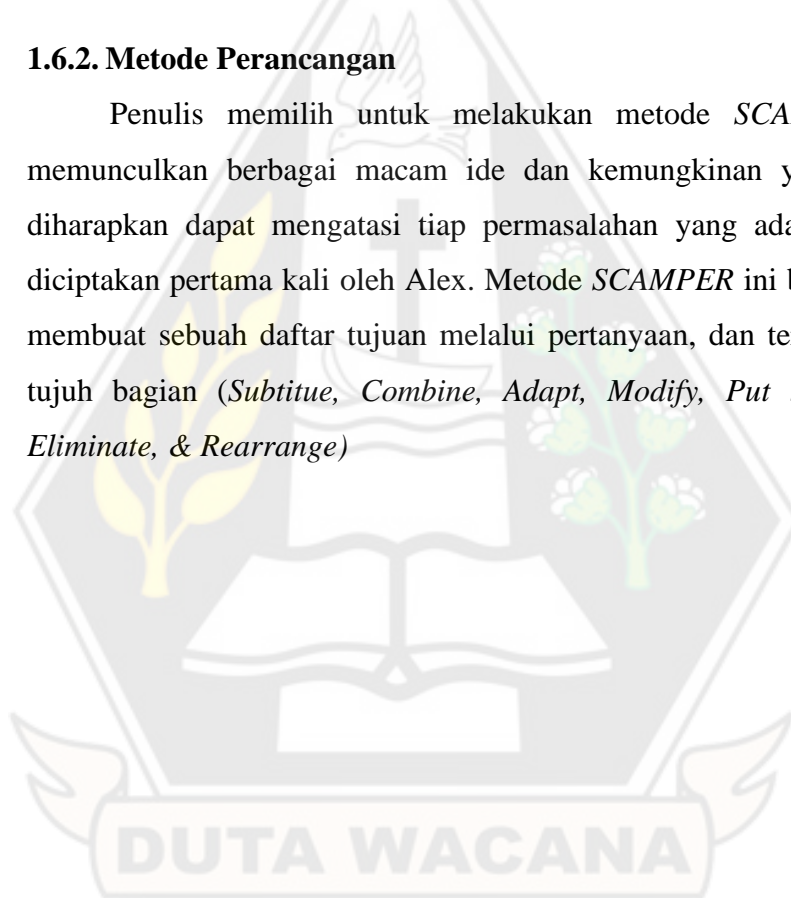 1.6.2. Metode Perancangan
Penulis memilih untuk melakukan metode SCA
memunculkan berbagai macam ide dan kemungkinan y
diharapkan dapat mengatasi tiap permasalahan yang ada
diciptakan pertama kali oleh Alex. Metode SCAMPER ini b
membuat sebuah daftar tujuan melalui pertanyaan, dan te
tujuh bagian (Subtitue, Combine, Adapt, Modify, Put
Eliminate, & Rearrange)
DUTA WACANA